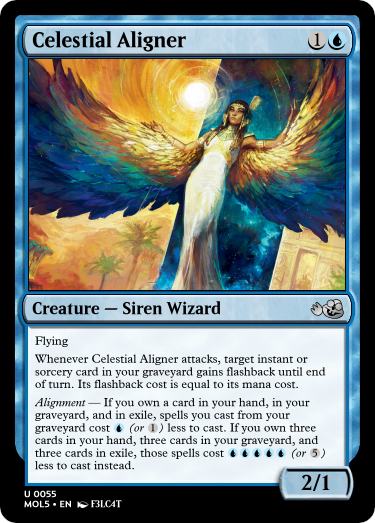 Celestial Aligner 1
Creature — Siren Wizard
Flying
Whenever Celestial Aligner attacks, target instant or
sorcery card in your graveyard gains flashback until end
of turn. Its flashback cost is equal to its mana cost.
Alignment — If you own a card in your hand, in your
graveyard, and in exile, spells you cast from your
graveyard cost (or 1) less to cast. If you own three
cards in your hand, three cards in your graveyard, and
three cards in exile, those spells cost (or 5)
less to cast instead.
2/1
U 0055
MOL5 • EN F3LC4T